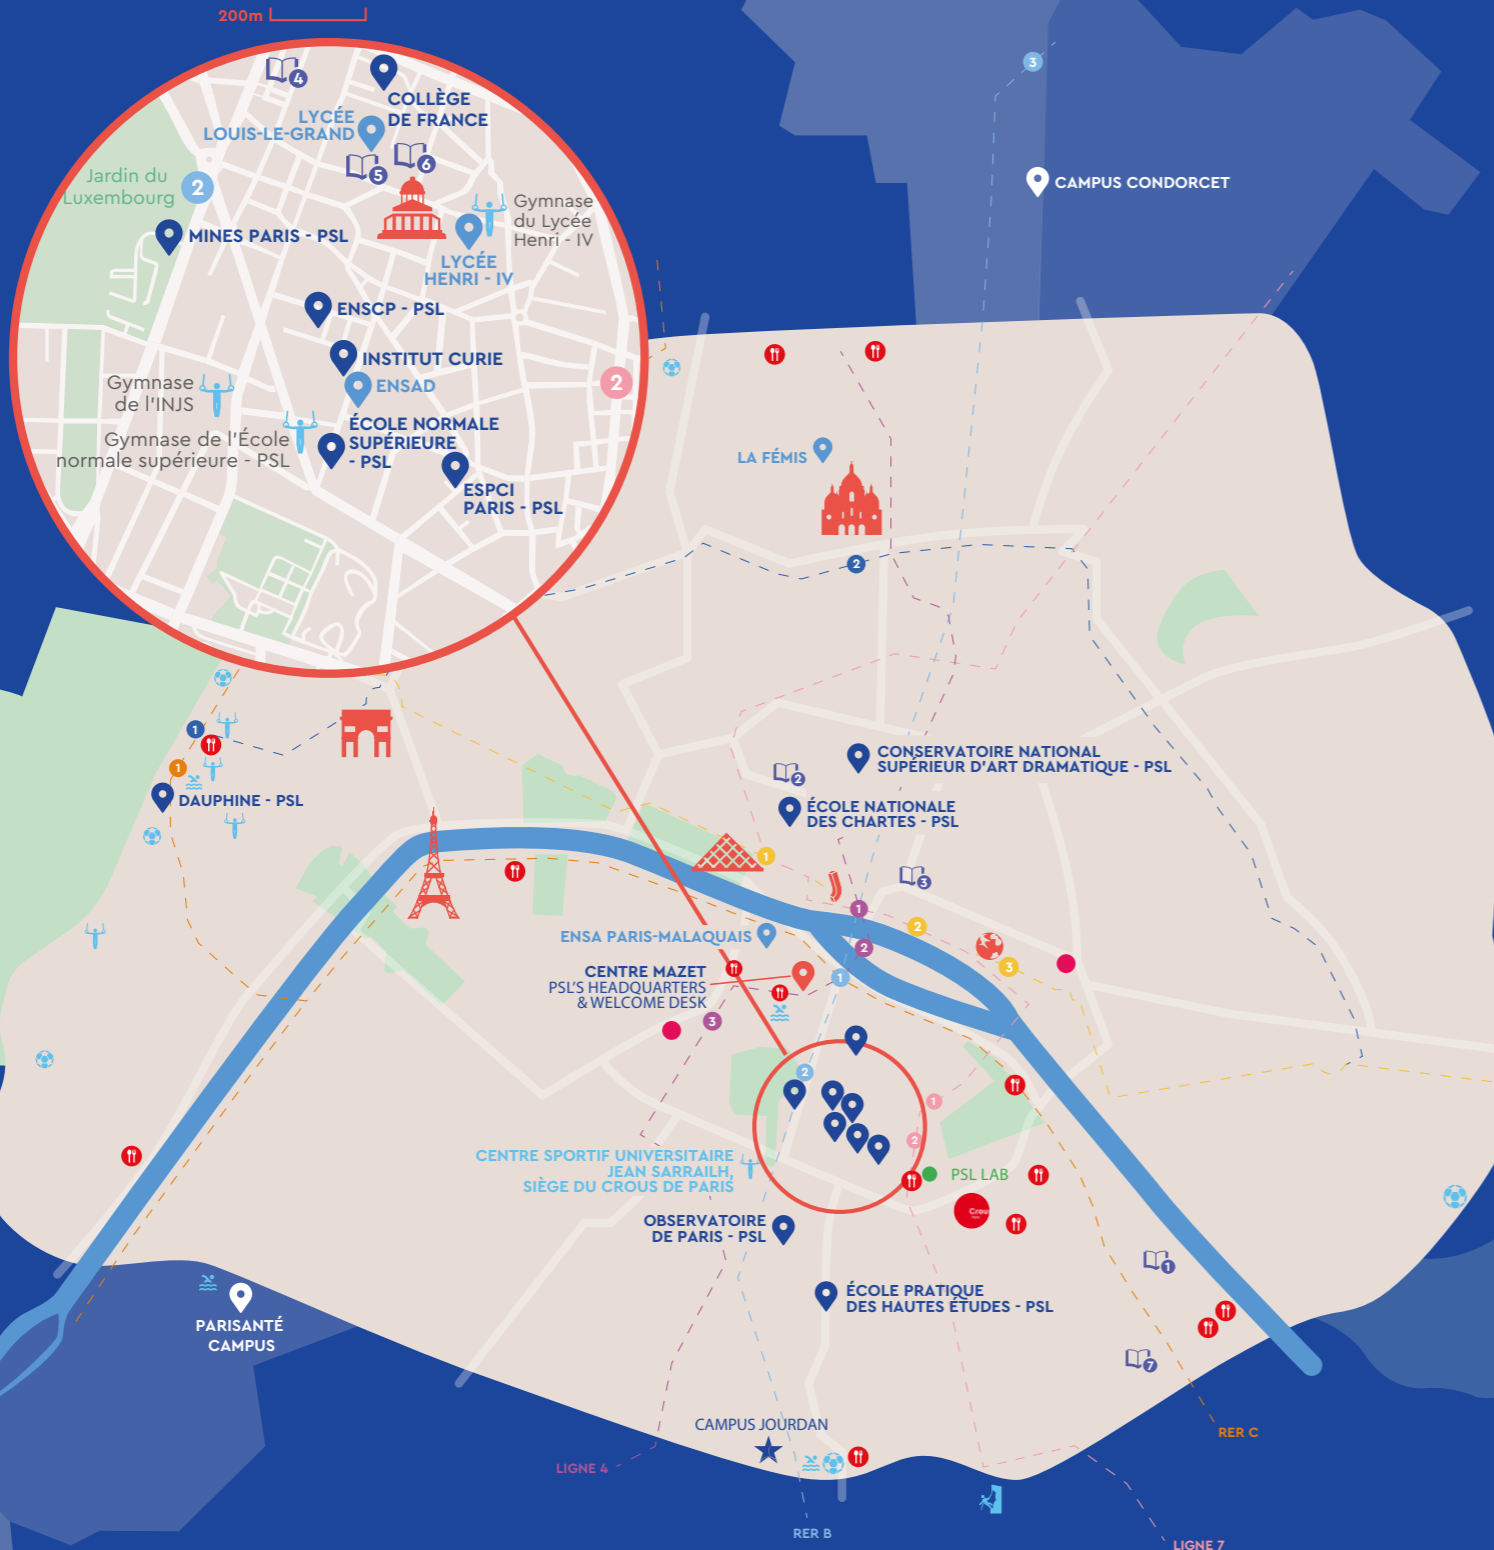 200m
4
COLLÈGE
DE FRANCE
LYCÉE
LOUIS-LE-GRAND
5
6
Jardin du
Luxembourg
2
MINES PARIS - PSL
Gymnase
du Lycée
Henri - IV
LYCÉE
HENRI - IV
ENSCP - PSL
INSTITUT CURIE
ENSAD
2
Gymnase
de l'INJS
Gymnase de l'École
normale supérieure - PSL
ÉCOLE NORMALE
SUPÉRIEURE
- PSL
ESPCI
PARIS - PSL
3
CAMPUS CONDORCET
LA FÉMIS
2
1
1
DAUPHINE - PSL
2
CONSERVATOIRE NATIONAL
SUPÉRIEUR D'ART DRAMATIQUE - PSL
ÉCOLE NATIONALE
DES CHARTES - PSL
1
3
1
2
2
3
ENSA PARIS-MALAQUAIS
CENTRE MAZET
PSL'S HEADQUARTERS
& WELCOME DESK
1
3
2
1
2
CENTRE SPORTIF UNIVERSITAIRE
JEAN SARRAILH,
SIÈGE DU CROUS DE PARIS
PSL LAB
Crous
OBSERVATOIRE
DE PARIS - PSL
1
ÉCOLE PRATIQUE
DES HAUTES ÉTUDES - PSL
PARISANTÉ
CAMPUS
7
CAMPUS JOURDAN
RER C
LIGNE 4
RER B
LIGNE 7